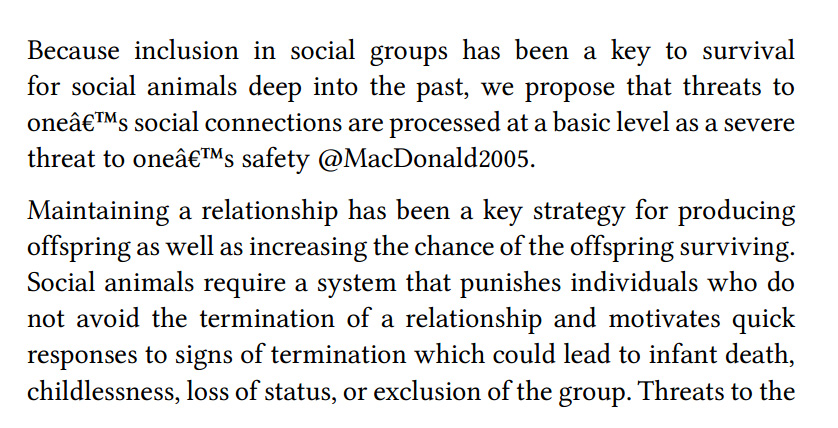 Because inclusion in social groups has been a key to survival
for social animals deep into the past, we propose that threats to
oneâ€™s social connections are processed at a basic level as a severe
threat to oneâ€™s safety @MacDonald2005.
Maintaining a relationship has been a key strategy for producing
offspring as well as increasing the chance of the offspring surviving.
Social animals require a system that punishes individuals who do
not avoid the termination of a relationship and motivates quick
responses to signs of termination which could lead to infant death,
childlessness, loss of status, or exclusion of the group. Threats to the